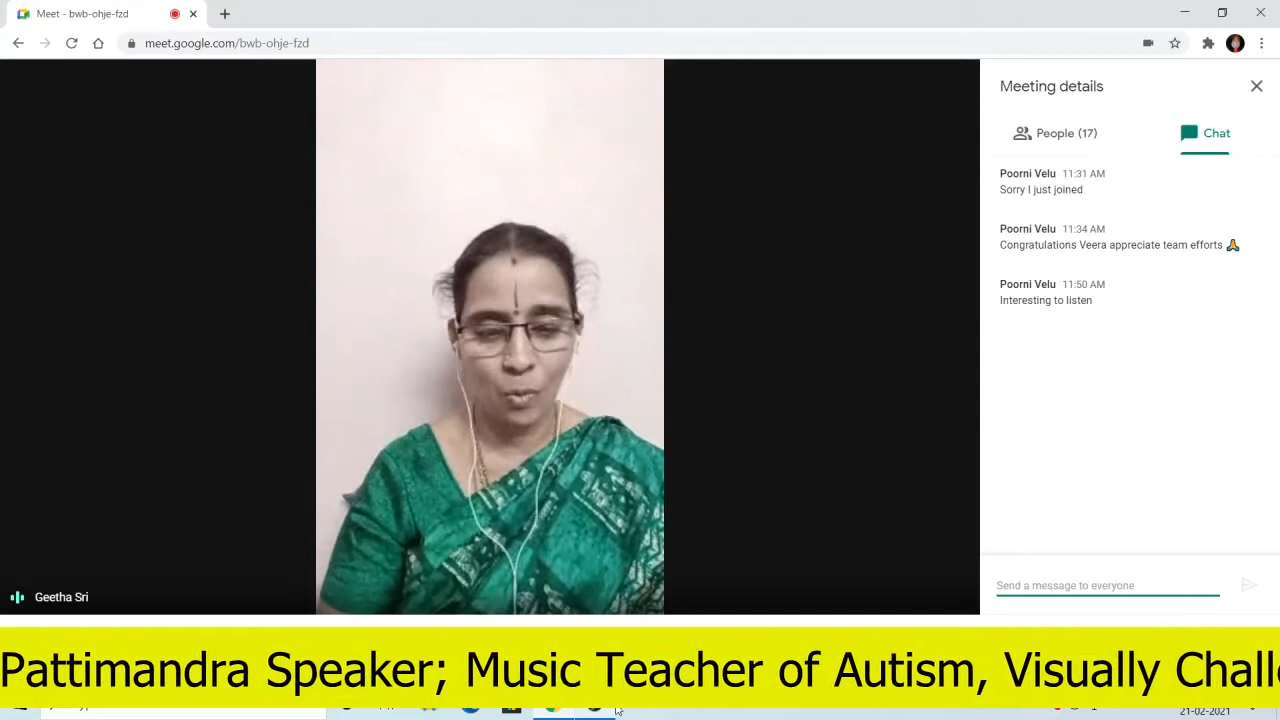 Meet - bwb-ohje-fzd
meet.google.com/bwb-ohje-fzd
Meeting details
People (17)
Chat
Poorni Velu 11:31 AM
Sorry I just joined
Poorni Velu 11:34 AM
Congratulations Veera appreciate team efforts 🙏
Poorni Velu 11:50 AM
Interesting to listen
Send a message to everyone
Geetha Sri
Pattimandra Speaker; Music Teacher of Autism, Visually Chall
21-02-2021